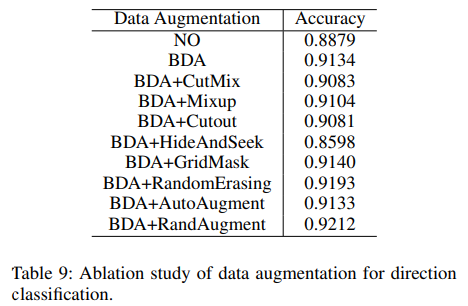 Data Augmentation Accuracy
NO 0.8879
BDA 0.9134
BDA+CutMix 0.9083
BDA+Mixup 0.9104
BDA+Cutout 0.9081
BDA+HideAndSeek 0.8598
BDA+GridMask 0.9140
BDA+RandomErasing 0.9193
BDA+AutoAugment 0.9133
BDA+RandAugment 0.9212
Table 9: Ablation study of data augmentation for direction
classification.